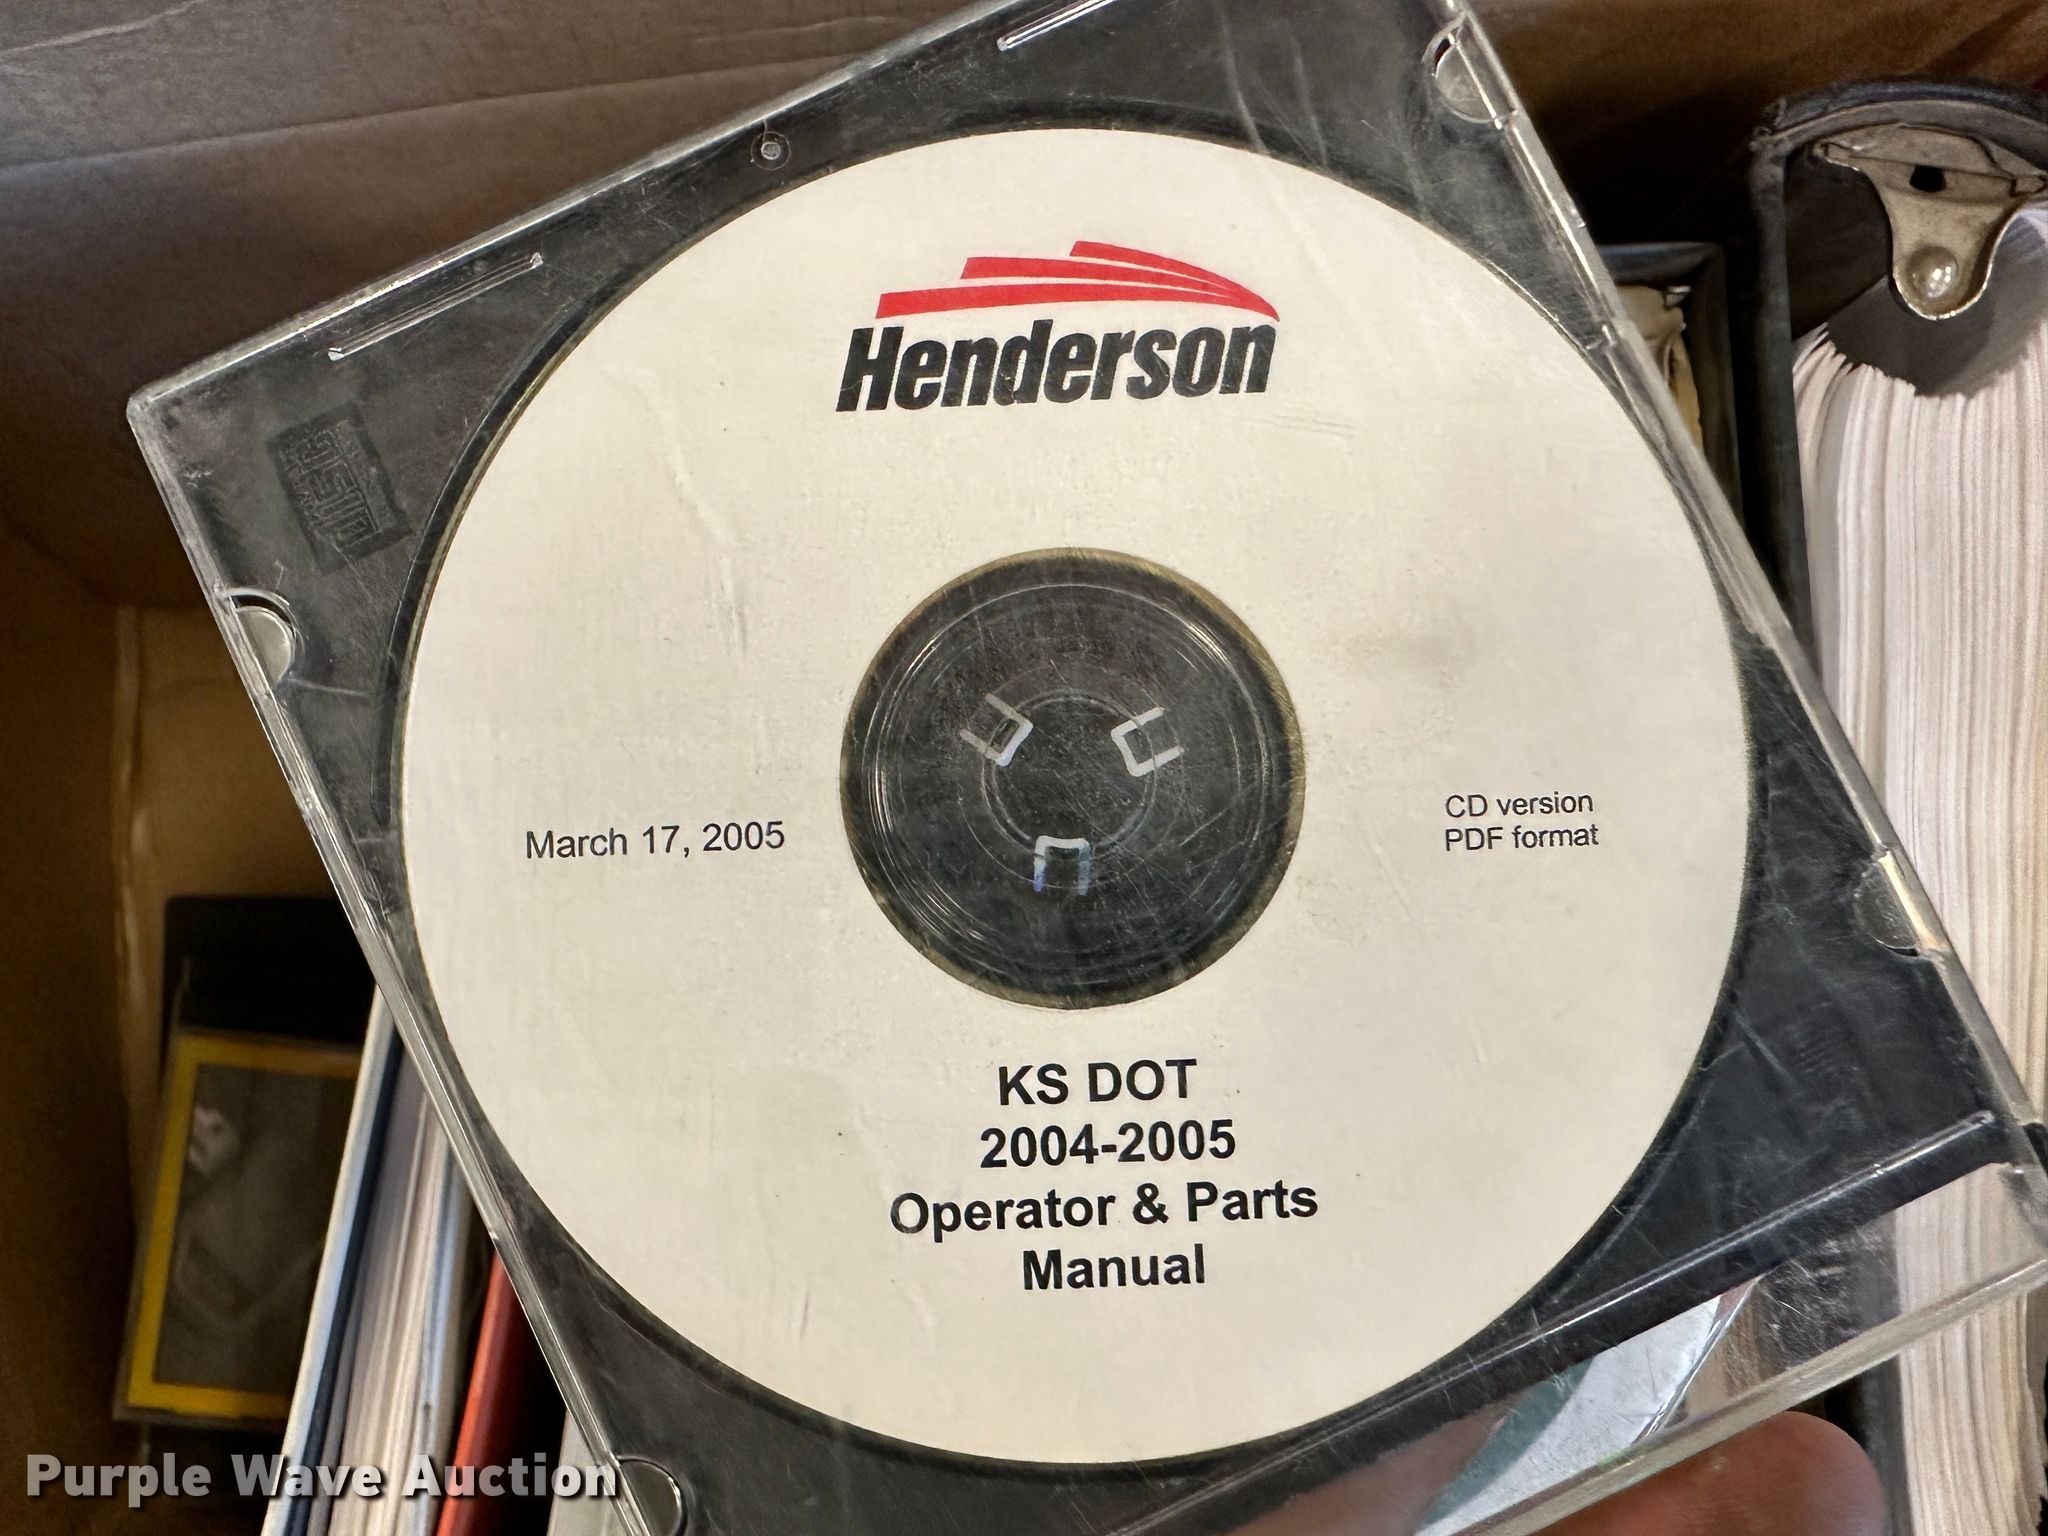 Henderson
March 17, 2005
CD version
PDF format
KS DOT
2004-2005
Operator & Parts
Manual
Purple Wave Auction